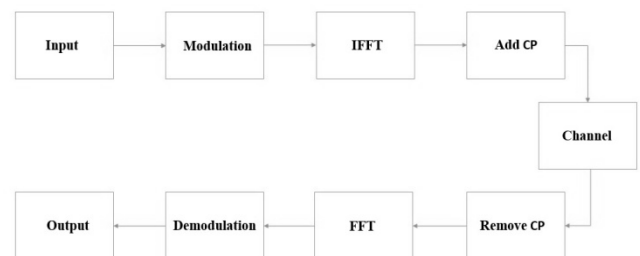 Input
Modulation
IFFT
Add CP
Channel
Output
Demodulation
FFT
Remove CP